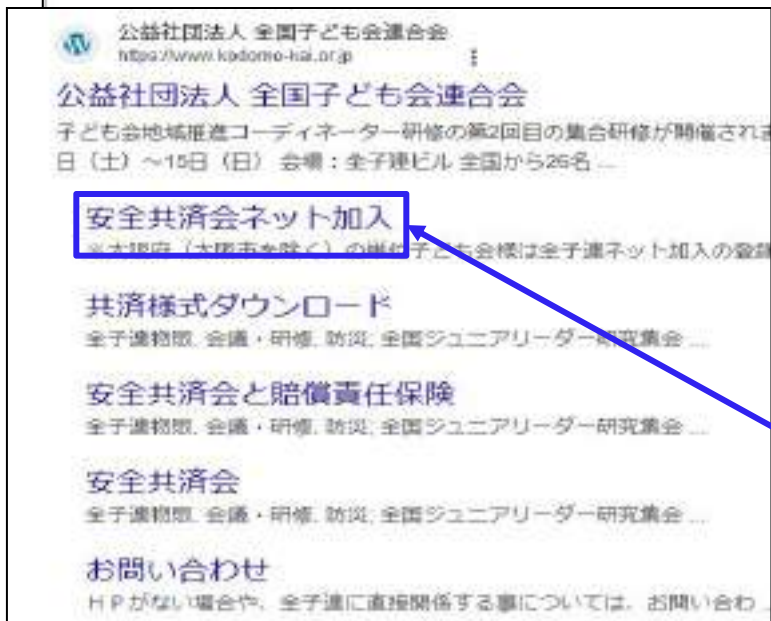 公益社団法人 全国子ども会連合会
https://www.kodomo-kai.or.jp
公益社団法人 全国子ども会連合会
子ども会地域推進コーディネーター研修の第2回目の集合研修が開催されま
日（土）～15日（日） 会場：全子連ビル 全国から26名 ...
安全共済会ネット加入
※大阪府（大阪市を除く）の単位子ども会様は全子連ネット加入の登録
共済様式ダウンロード
全子連物販, 会議・研修, 防災, 全国ジュニアリーダー研究集会 ...
安全共済会と賠償責任保険
全子連物販, 会議・研修, 防災, 全国ジュニアリーダー研究集会 ...
安全共済会
全子連物販, 会議・研修, 防災, 全国ジュニアリーダー研究集会 ...
お問い合わせ
ＨＰがない場合や、全子連に直接関係する事については、お問い合わ ...